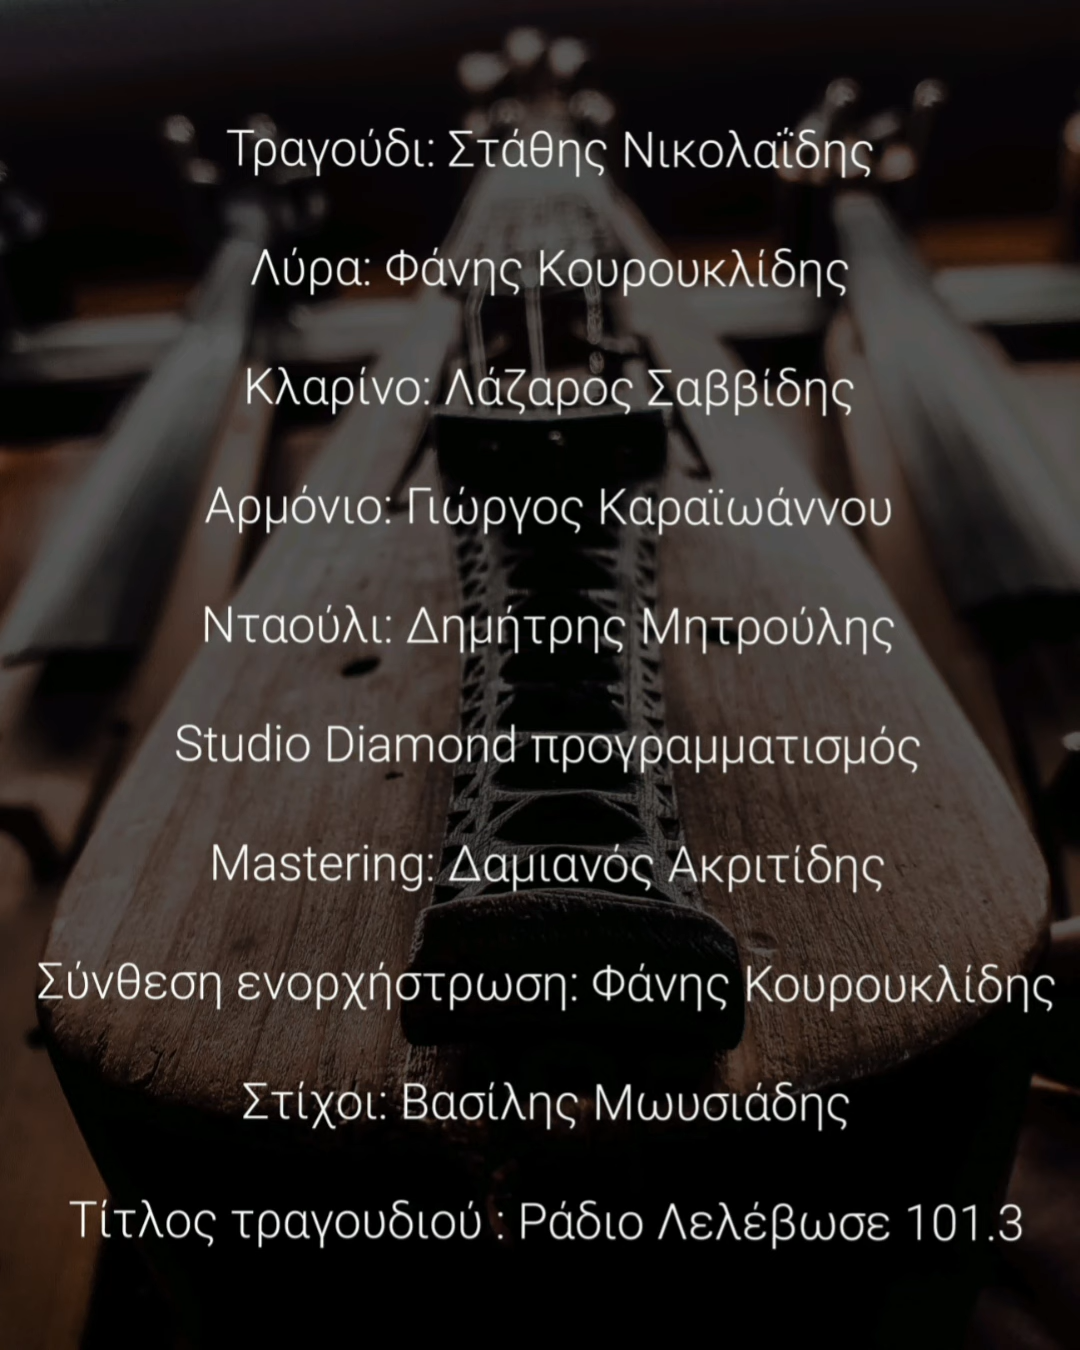 Τραγούδι: Στάθης Νικολαΐδης
Λύρα: Φάνης Κουρουκλίδης
Κλαρίνο: Λάζαρος Σαββίδης
Αρμόνιο: Γιώργος Καραϊωάννου
Νταούλι: Δημήτρης Μητρούλης
Studio Diamond προγραμματισμός
Mastering: Δαμιανός Ακριτίδης
Σύνθεση ενορχήστρωση: Φάνης Κουρουκλίδης
Στίχοι: Βασίλης Μωυσιάδης
Τίτλος τραγουδιού : Ράδιο Λελέβωσε 101.3